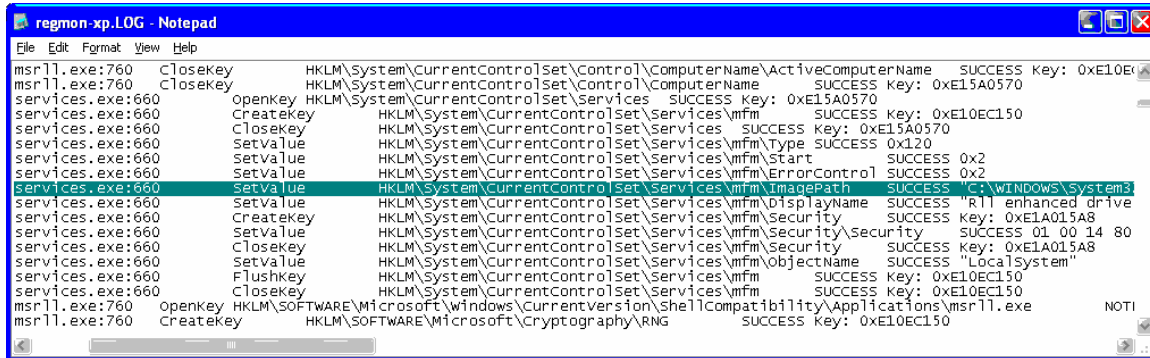 regmon-xp.LOG - Notepad
File Edit Format View Help
msrll.exe:760 CloseKey HKLM\System\CurrentControlSet\Control\ComputerName\ActiveComputerName SUCCESS Key: 0xE10E
msrll.exe:760 CloseKey HKLM\System\CurrentControlSet\Control\ComputerName SUCCESS Key: 0xE15A0570
services.exe:660 OpenKey HKLM\System\CurrentControlSet\Services SUCCESS Key: 0xE15A0570
services.exe:660 CreateKey HKLM\System\CurrentControlSet\Services\mfm SUCCESS Key: 0xE10EC150
services.exe:660 CloseKey HKLM\System\CurrentControlSet\Services SUCCESS Key: 0xE15A0570
services.exe:660 SetValue HKLM\System\CurrentControlSet\Services\mfm\Type SUCCESS 0x120
services.exe:660 SetValue HKLM\System\CurrentControlSet\Services\mfm\Start SUCCESS 0x2
services.exe:660 SetValue HKLM\System\CurrentControlSet\Services\mfm\ErrorControl SUCCESS 0x2
services.exe:660 SetValue HKLM\System\CurrentControlSet\Services\mfm\ImagePath SUCCESS "C:\WINDOWS\System3
services.exe:660 SetValue HKLM\System\CurrentControlSet\Services\mfm\DisplayName SUCCESS "Rll enhanced drive
services.exe:660 CreateKey HKLM\System\CurrentControlSet\Services\mfm\Security SUCCESS Key: 0xE1A015A8
services.exe:660 SetValue HKLM\System\CurrentControlSet\Services\mfm\Security\Security SUCCESS 01 00 14 80
services.exe:660 CloseKey HKLM\System\CurrentControlSet\Services\mfm\Security SUCCESS Key: 0xE1A015A8
services.exe:660 SetValue HKLM\System\CurrentControlSet\Services\mfm\ObjectName SUCCESS "LocalSystem"
services.exe:660 FlushKey HKLM\System\CurrentControlSet\Services\mfm SUCCESS Key: 0xE10EC150
services.exe:660 CloseKey HKLM\System\CurrentControlSet\Services\mfm SUCCESS Key: 0xE10EC150
msrll.exe:760 OpenKey HKLM\SOFTWARE\Microsoft\Windows\CurrentVersion\ShellCompatibility\Applications\msrll.exe NOTI
msrll.exe:760 CreateKey HKLM\SOFTWARE\Microsoft\Cryptography\RNG SUCCESS Key: 0xE10EC150